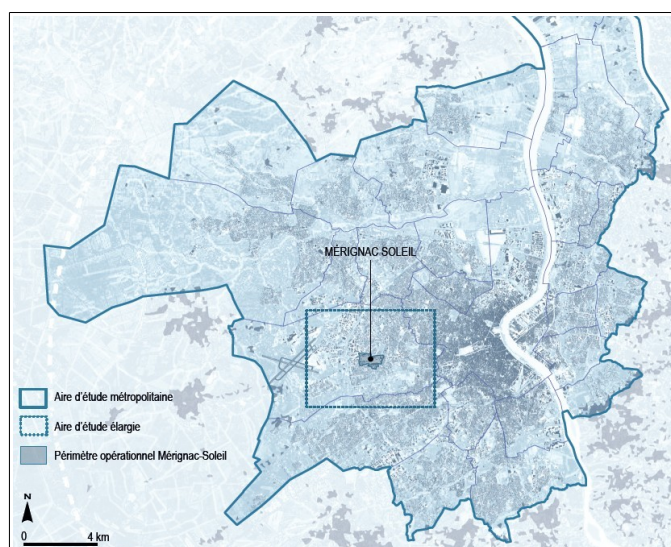 MÉRIGNAC SOLEIL
Aire d'étude métropolitaine
Aire d'étude élargie
Périmètre opérationnel Mérignac-Soleil
N
0 4 km